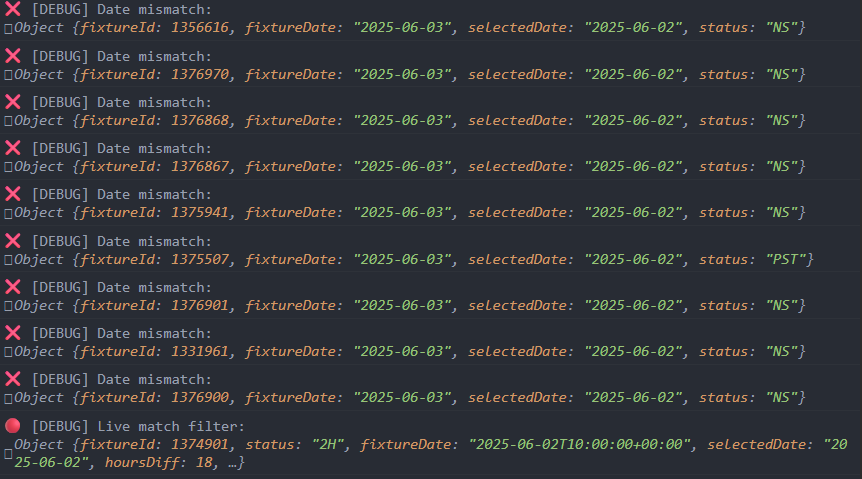 ❌ [DEBUG] Date mismatch:
Object {fixtureId: 1356616, fixtureDate: "2025-06-03", selectedDate: "2025-06-02", status: "NS"}
❌ [DEBUG] Date mismatch:
Object {fixtureId: 1376970, fixtureDate: "2025-06-03", selectedDate: "2025-06-02", status: "NS"}
❌ [DEBUG] Date mismatch:
Object {fixtureId: 1376868, fixtureDate: "2025-06-03", selectedDate: "2025-06-02", status: "NS"}
❌ [DEBUG] Date mismatch:
Object {fixtureId: 1376867, fixtureDate: "2025-06-03", selectedDate: "2025-06-02", status: "NS"}
❌ [DEBUG] Date mismatch:
Object {fixtureId: 1375941, fixtureDate: "2025-06-03", selectedDate: "2025-06-02", status: "NS"}
❌ [DEBUG] Date mismatch:
Object {fixtureId: 1375507, fixtureDate: "2025-06-03", selectedDate: "2025-06-02", status: "PST"}
❌ [DEBUG] Date mismatch:
Object {fixtureId: 1376901, fixtureDate: "2025-06-03", selectedDate: "2025-06-02", status: "NS"}
❌ [DEBUG] Date mismatch:
Object {fixtureId: 1331961, fixtureDate: "2025-06-03", selectedDate: "2025-06-02", status: "NS"}
❌ [DEBUG] Date mismatch:
Object {fixtureId: 1376900, fixtureDate: "2025-06-03", selectedDate: "2025-06-02", status: "NS"}
🔴 [DEBUG] Live match filter:
Object {fixtureId: 1374901, status: "2H", fixtureDate: "2025-06-02T10:00:00+00:00", selectedDate: "20
25-06-02", hoursDiff: 18, …}